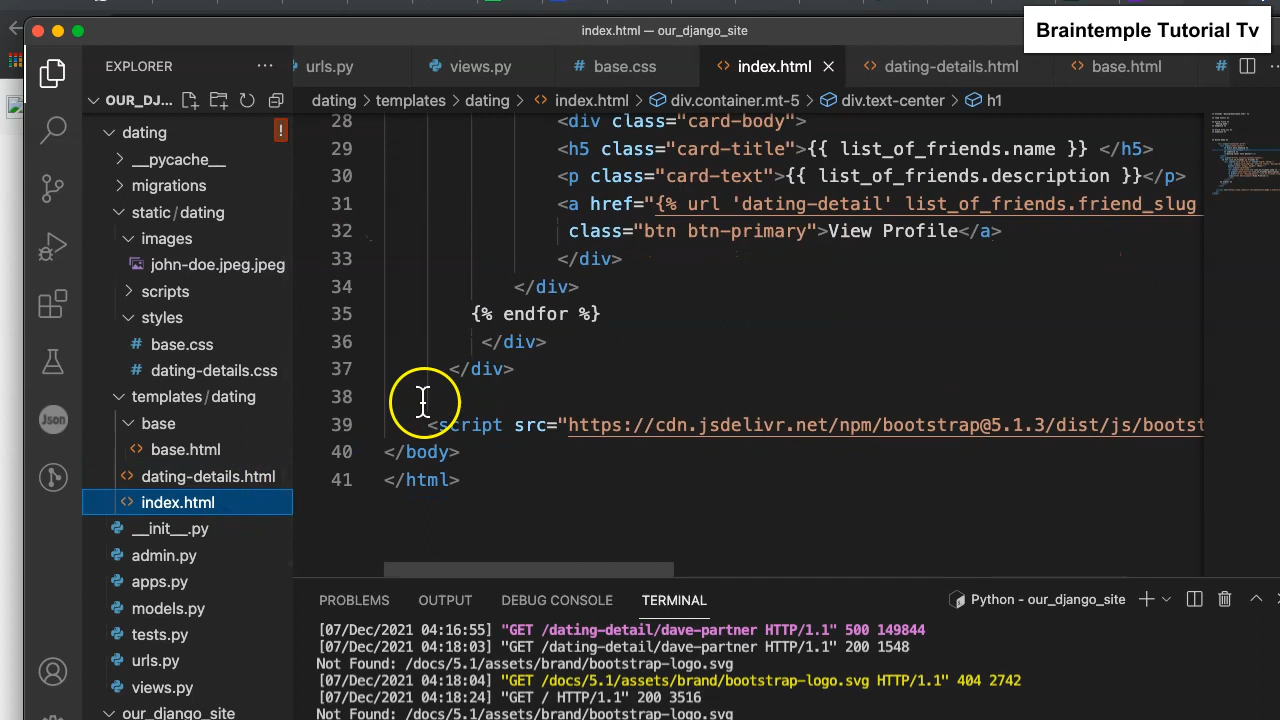 index.html — our_django_site
Braintemple Tutorial Tv
EXPLORER ...
urls.py
views.py
# base.css
<> index.html ×
<> dating-details.html
<> base.html
#
OUR_DJ...
dating > templates > dating > <> index.html > div.container.mt-5 > div.text-center > h1
dating
!
__pycache__
migrations
static/dating
images
john-doe.jpeg.jpeg
scripts
styles
# base.css
# dating-details.css
templates/dating
base
<> base.html
<> dating-details.html
<> index.html
__init__.py
admin.py
apps.py
models.py
tests.py
urls.py
views.py
our_django_site
Json
28 <div class="card-body">
29 <h5 class="card-title">{{ list_of_friends.name }} </h5>
30 <p class="card-text">{{ list_of_friends.description }}</p>
31 <a href="{% url 'dating-detail' list_of_friends.friend_slug
32 class="btn btn-primary">View Profile</a>
33 </div>
34 </div>
35 {% endfor %}
36 </div>
37 </div>
38
39 <script src="https://cdn.jsdelivr.net/npm/bootstrap@5.1.3/dist/js/bootst
40 </body>
41 </html>
PROBLEMS OUTPUT DEBUG CONSOLE TERMINAL
Python - our_django_site
[07/Dec/2021 04:16:55] "GET /dating-detail/dave-partner HTTP/1.1" 500 149844
[07/Dec/2021 04:18:03] "GET /dating-detail/dave-partner HTTP/1.1" 200 1548
Not Found: /docs/5.1/assets/brand/bootstrap-logo.svg
[07/Dec/2021 04:18:04] "GET /docs/5.1/assets/brand/bootstrap-logo.svg HTTP/1.1" 404 2742
[07/Dec/2021 04:18:24] "GET / HTTP/1.1" 200 3516
Not Found: /docs/5.1/assets/brand/bootstrap-logo.svg